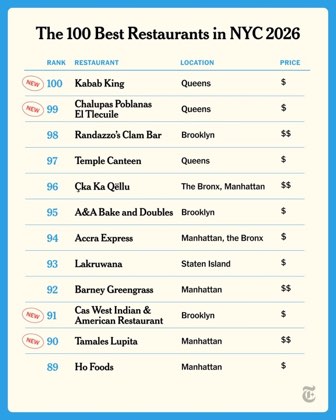 The 100 Best Restaurants in NYC 2026
RANK RESTAURANT LOCATION PRICE
NEW 100 Kabab King Queens $
NEW 99 Chalupas Poblanas El Tlecuile Queens $
98 Randazzo's Clam Bar Brooklyn $$
97 Temple Canteen Queens $
96 Çka Ka Qëllu The Bronx, Manhattan $$
95 A&A Bake and Doubles Brooklyn $
94 Accra Express Manhattan, the Bronx $
93 Lakruwana Staten Island $
92 Barney Greengrass Manhattan $$
NEW 91 Cas West Indian & American Restaurant Brooklyn $
NEW 90 Tamales Lupita Manhattan $$
89 Ho Foods Manhattan $
T